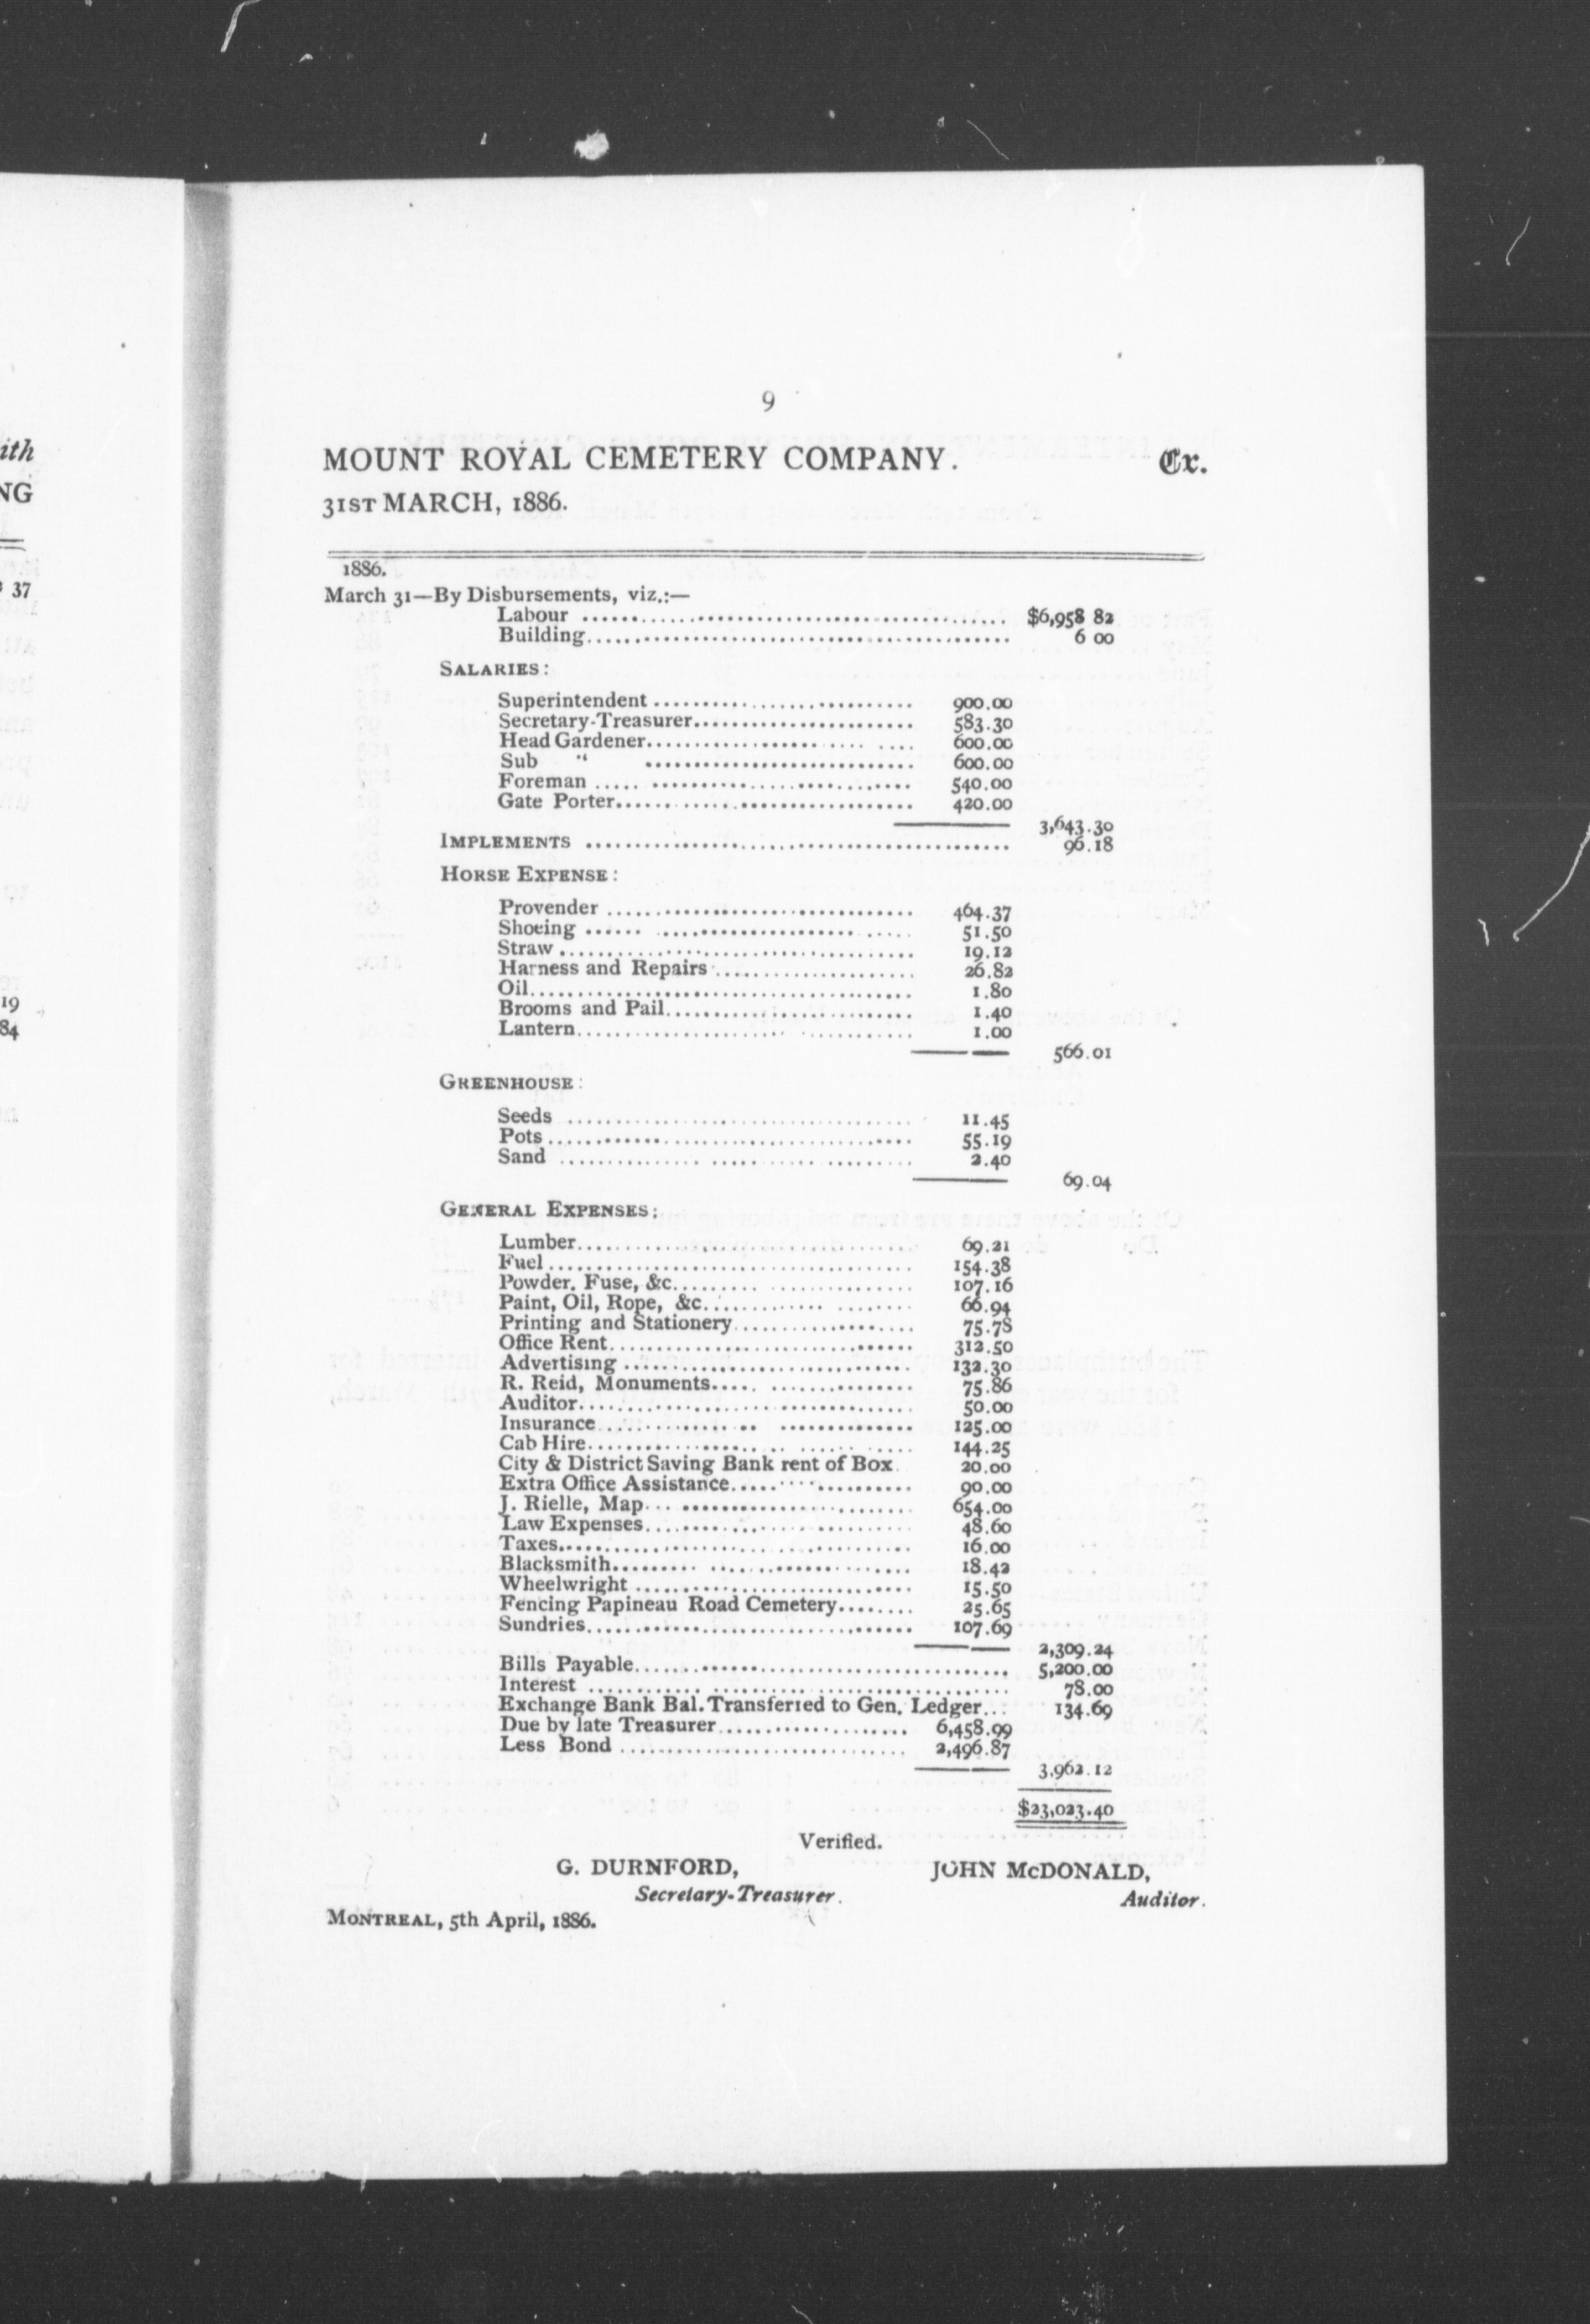 ith
NG
37
19
84
9
MOUNT ROYAL CEMETERY COMPANY. Cr.
31ST MARCH, 1886.
1886.
March 31—By Disbursements, viz.:—
Labour ........ $6,958 82
Building........ 6 00
SALARIES:
Superintendent ........ 900.00
Secretary-Treasurer........ 583.30
Head Gardener........ 600.00
Sub " ........ 600.00
Foreman ........ 540.00
Gate Porter........ 420.00
3,643.30
IMPLEMENTS ........ 96.18
HORSE EXPENSE:
Provender ........ 464.37
Shoeing ........ 51.50
Straw ........ 19.12
Harness and Repairs ........ 26.82
Oil........ 1.80
Brooms and Pail........ 1.40
Lantern........ 1.00
566.01
GREENHOUSE:
Seeds ........ 11.45
Pots........ 55.19
Sand ........ 2.40
69.04
GENERAL EXPENSES:
Lumber........ 69.21
Fuel........ 154.38
Powder, Fuse, &c........ 107.16
Paint, Oil, Rope, &c........ 66.94
Printing and Stationery........ 75.78
Office Rent........ 312.50
Advertising ........ 132.30
R. Reid, Monuments........ 75.86
Auditor........ 50.00
Insurance........ 125.00
Cab Hire........ 144.25
City & District Saving Bank rent of Box. 20.00
Extra Office Assistance........ 90.00
J. Rielle, Map........ 654.00
Law Expenses........ 48.60
Taxes........ 16.00
Blacksmith........ 18.42
Wheelwright ........ 15.50
Fencing Papineau Road Cemetery........ 25.65
Sundries........ 107.69
2,309.24
Bills Payable........ 5,200.00
Interest ........ 78.00
Exchange Bank Bal. Transferred to Gen. Ledger... 134.69
Due by late Treasurer........ 6,458.99
Less Bond ........ 2,496.87
3,962.12
$23,023.40
Verified.
G. DURNFORD, JOHN McDONALD,
Secretary-Treasurer. Auditor.
MONTREAL, 5th April, 1886.